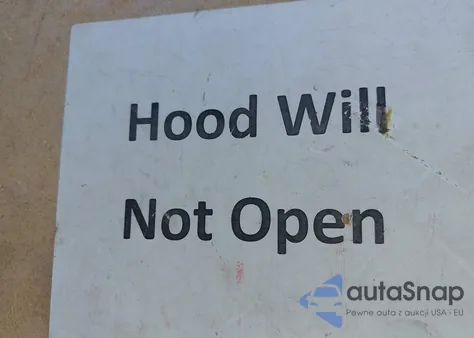 Hood Will
Not Open
autaSnap
Pewne auta z aukcji USA i EU